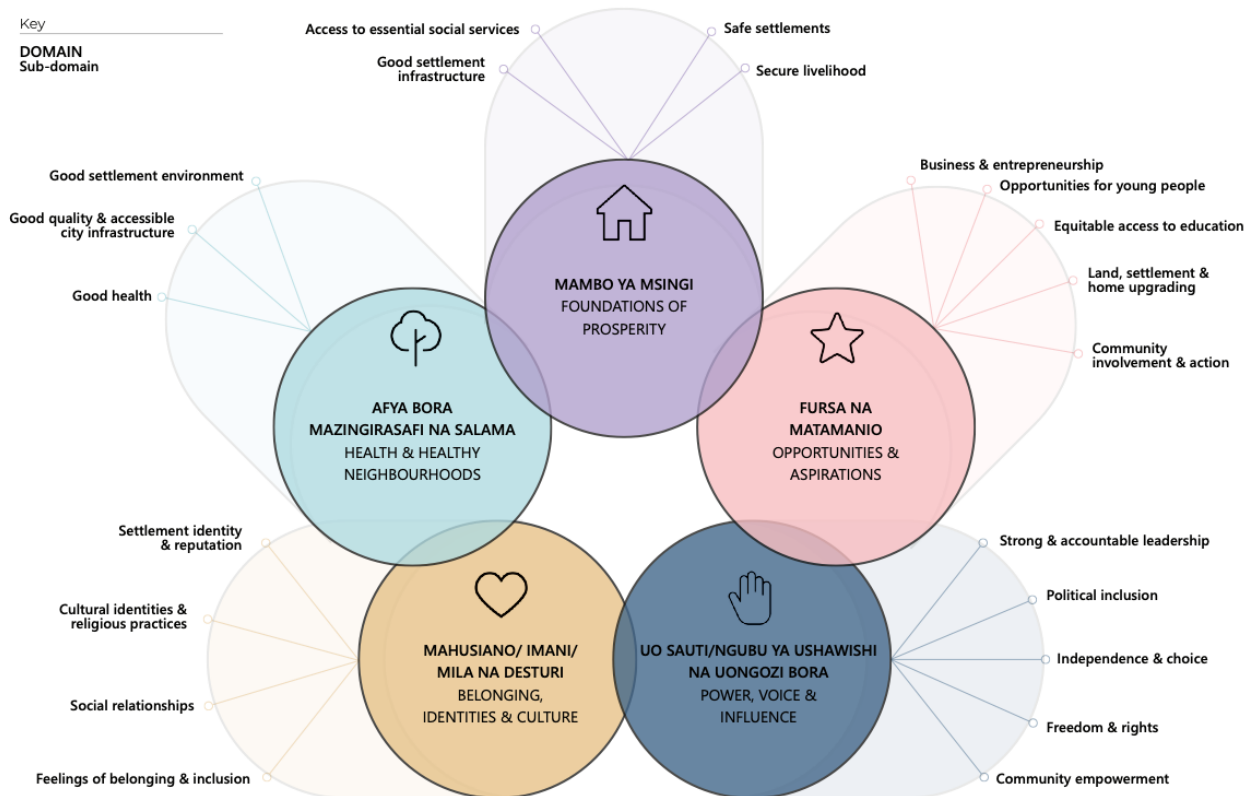 Key
DOMAIN
Sub-domain
Access to essential social services
Good settlement
infrastructure
Safe settlements
Secure livelihood
MAMBO YA MSINGI
FOUNDATIONS OF
PROSPERITY
Good settlement environment
Good quality & accessible
city infrastructure
Good health
AFYA BORA
MAZINGIRASAFI NA SALAMA
HEALTH & HEALTHY
NEIGHBOURHOODS
Business & entrepreneurship
Opportunities for young people
Equitable access to education
Land, settlement &
home upgrading
Community
involvement & action
FURSA NA
MATAMANIO
OPPORTUNITIES &
ASPIRATIONS
Settlement identity
& reputation
Cultural identities &
religious practices
Social relationships
Feelings of belonging & inclusion
MAHUSIANO/ IMANI/
MILA NA DESTURI
BELONGING,
IDENTITIES & CULTURE
UO SAUTI/NGUBU YA USHAWISHI
NA UONGOZI BORA
POWER, VOICE &
INFLUENCE
Strong & accountable leadership
Political inclusion
Independence & choice
Freedom & rights
Community empowerment